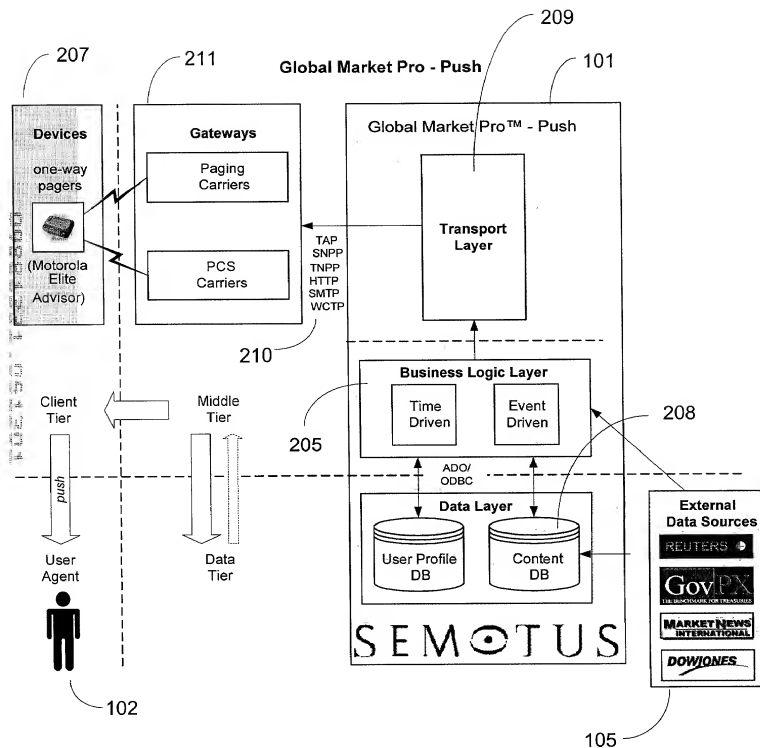 209
207
211
101
Global Market Pro - Push
Devices
one-way
pagers
(Motorola
Elite
Advisor)
Gateways
Paging
Carriers
PCS
Carriers
TAP
SNPP
TNPP
HTTP
SMTP
WCTP
210
Global Market Pro™ - Push
Transport
Layer
Business Logic Layer
Time
Driven
Event
Driven
205
208
Client
Tier
Middle
Tier
push
ADO/
ODBC
Data Layer
User Profile
DB
Content
DB
User
Agent
Data
Tier
SEMOTUS
External
Data Sources
REUTERS
GovPX
THE BENCHMARK FOR TREASURIES
MARKET NEWS
INTERNATIONAL
DOWJONES
102
105